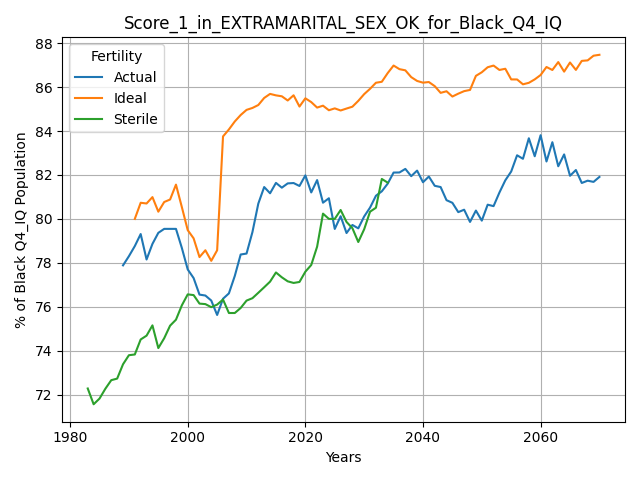 Score_1_in_EXTRAMARITAL_SEX_OK_for_Black_Q4_IQ
% of Black Q4_IQ Population
88
86
84
82
80
78
76
74
72
Fertility
Actual
Ideal
Sterile
1980
2000
2020
2040
2060
Years